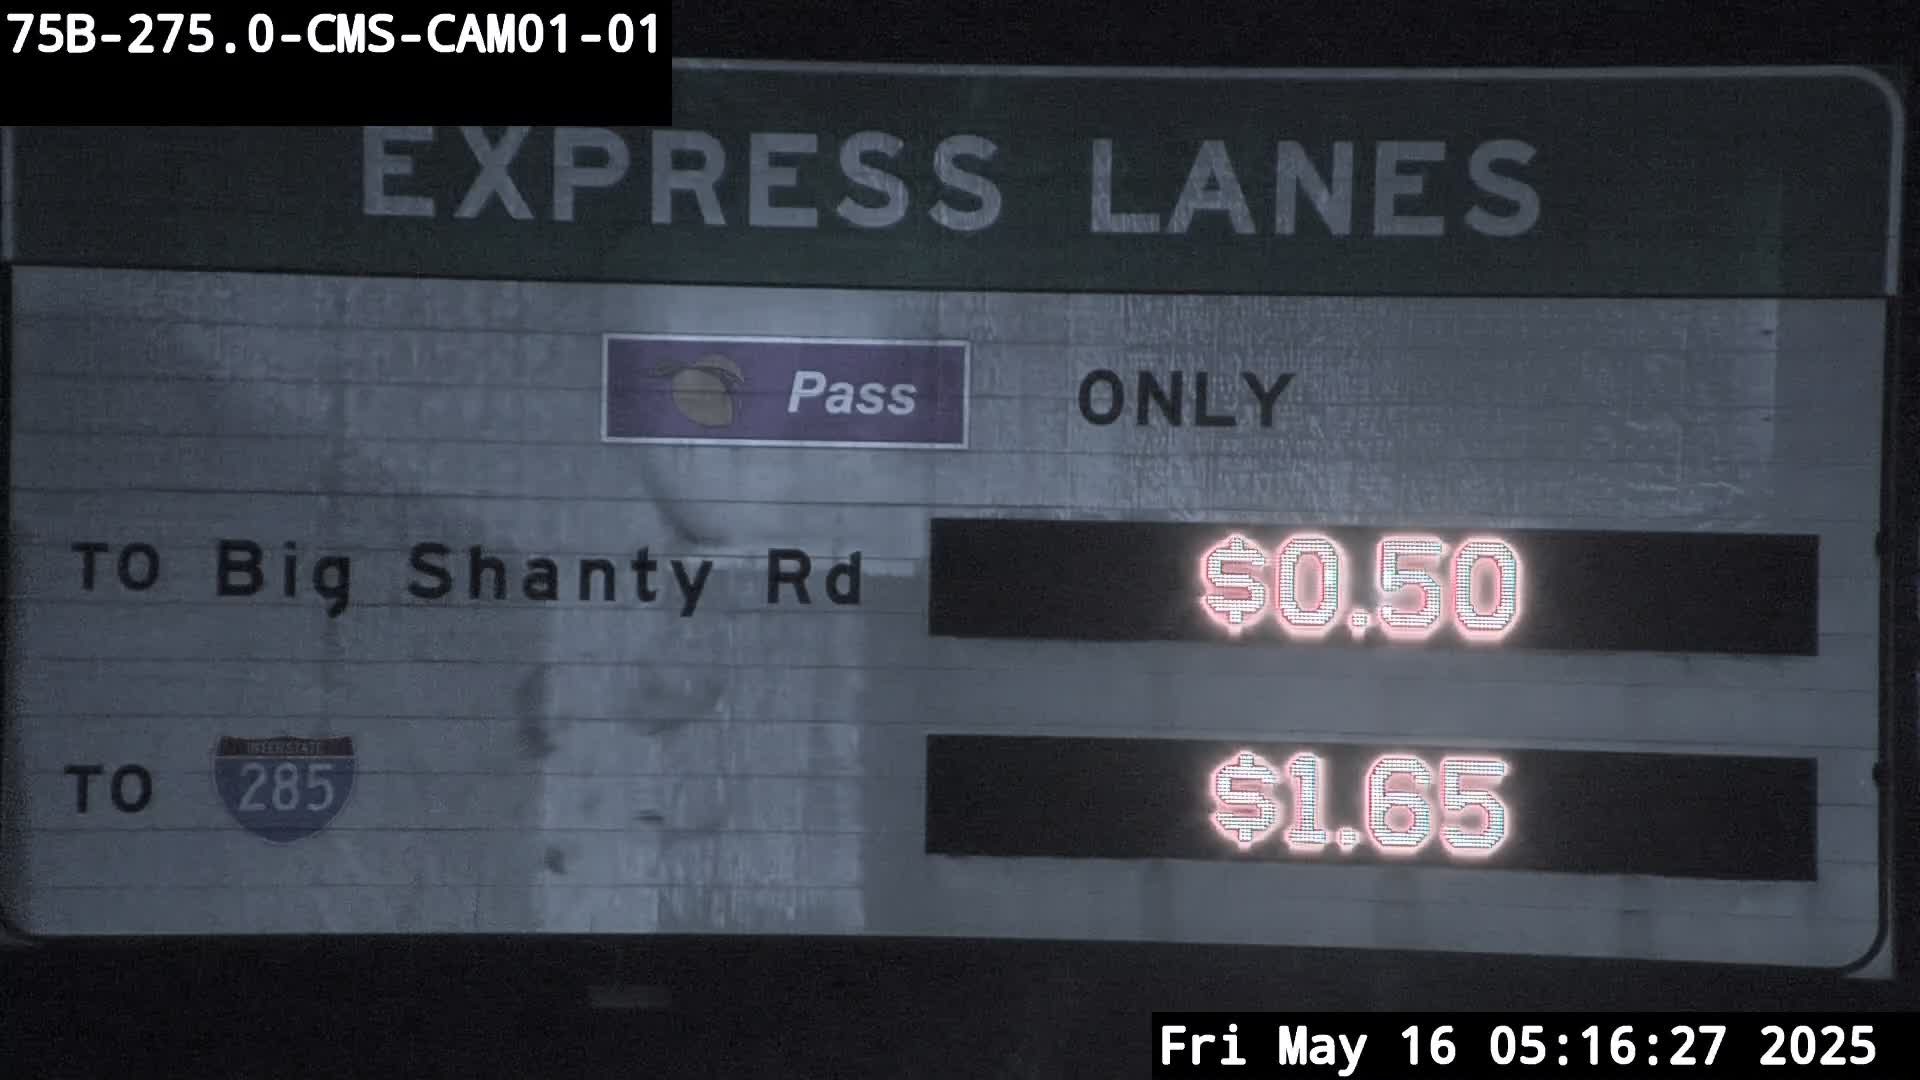 75B-275.0-CMS-CAM01-01
EXPRESS LANES
Pass ONLY
TO Big Shanty Rd $0.50
INTERSTATE
TO 285 $1.65
Fri May 16 05:16:27 2025